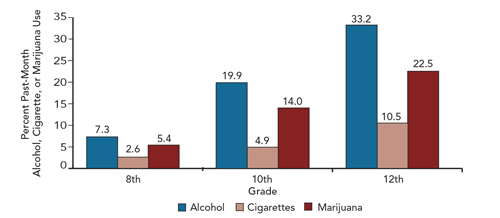 Percent Past-Month
Alcohol, Cigarette, or Marijuana Use
35
30
25
20
15
10
5
0
7.3
2.6
5.4
19.9
4.9
14.0
33.2
10.5
22.5
8th
10th
12th
Grade
Alcohol
Cigarettes
Marijuana